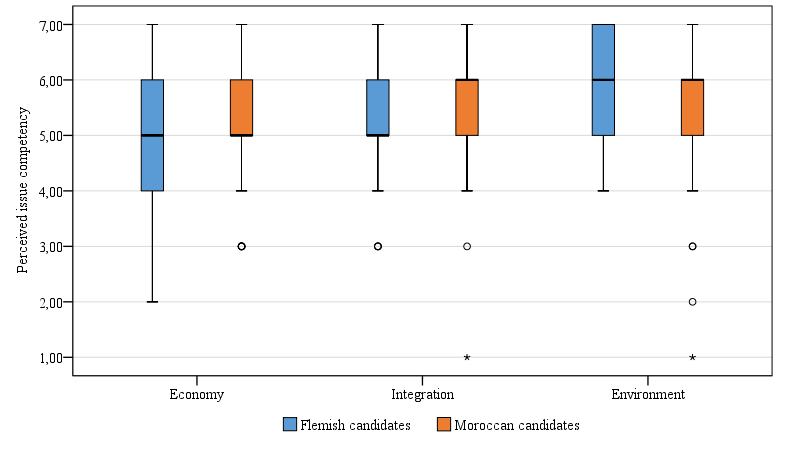 Perceived issue competency
7,00
6,00
5,00
4,00
3,00
2,00
1,00
Economy
Integration
Environment
Flemish candidates
Moroccan candidates